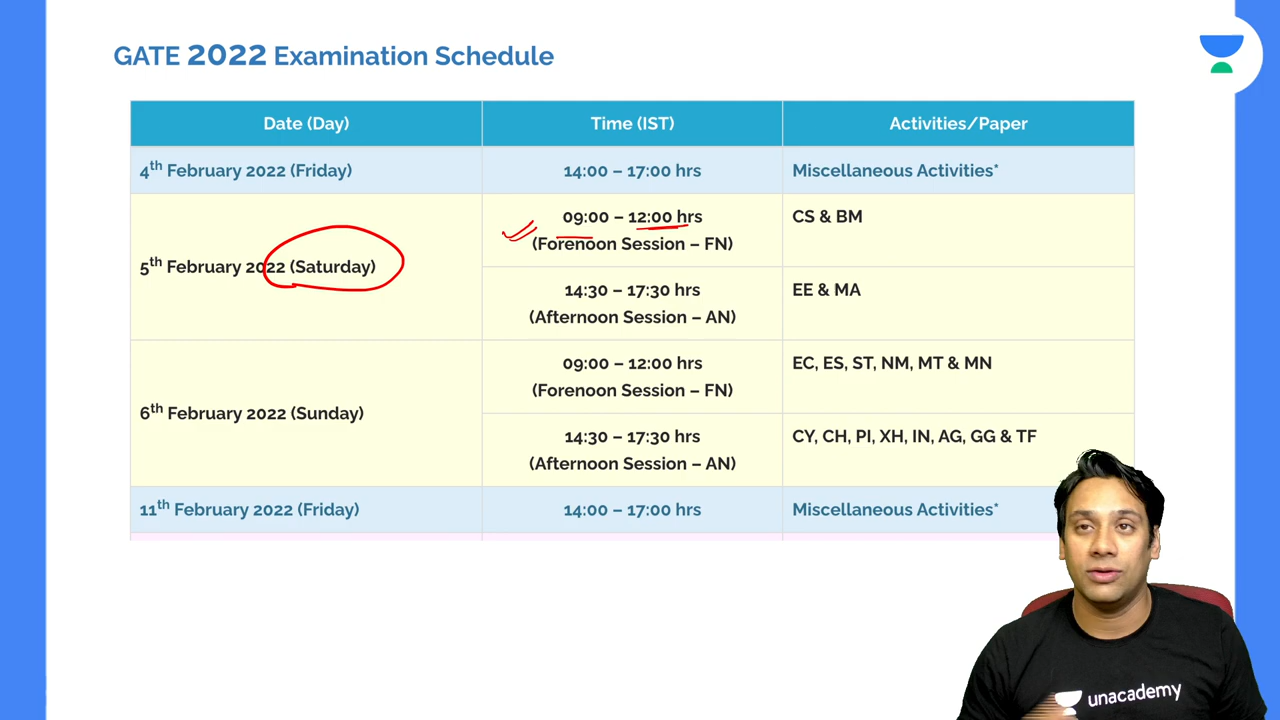 GATE 2022 Examination Schedule
Date (Day) Time (IST) Activities/Paper
4th February 2022 (Friday) 14:00 – 17:00 hrs Miscellaneous Activities*
09:00 – 12:00 hrs CS & BM
(Forenoon Session – FN)
5th February 2022 (Saturday)
14:30 – 17:30 hrs EE & MA
(Afternoon Session – AN)
09:00 – 12:00 hrs EC, ES, ST, NM, MT & MN
(Forenoon Session – FN)
6th February 2022 (Sunday)
14:30 – 17:30 hrs CY, CH, PI, XH, IN, AG, GG & TF
(Afternoon Session – AN)
11th February 2022 (Friday) 14:00 – 17:00 hrs Miscellaneous Activities*
unacademy